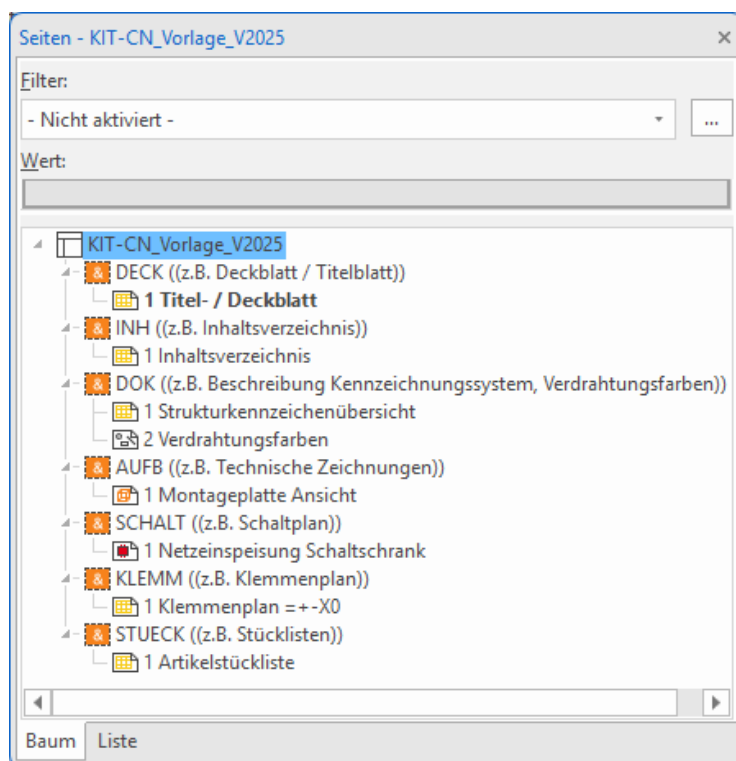 Seiten - KIT-CN_Vorlage_V2025
Filter:
- Nicht aktiviert -
...
Wert:
KIT-CN_Vorlage_V2025
& DECK ((z.B. Deckblatt / Titelblatt))
1 Titel- / Deckblatt
& INH ((z.B. Inhaltsverzeichnis))
1 Inhaltsverzeichnis
& DOK ((z.B. Beschreibung Kennzeichnungssystem, Verdrahtungsfarben))
1 Strukturkennzeichenübersicht
2 Verdrahtungsfarben
& AUFB ((z.B. Technische Zeichnungen))
1 Montageplatte Ansicht
& SCHALT ((z.B. Schaltplan))
1 Netzeinspeisung Schaltschrank
& KLEMM ((z.B. Klemmenplan))
1 Klemmenplan =+-X0
& STUECK ((z.B. Stücklisten))
1 Artikelstückliste
Baum Liste